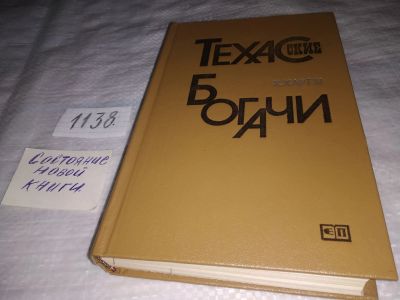 ТЕХАСские
БОГАЧИ
1138.
Состояние
новой
книги.